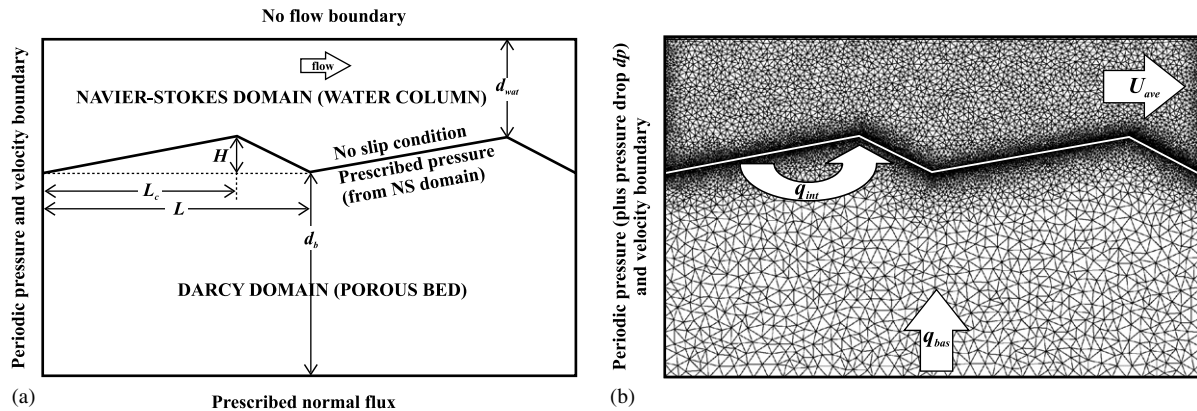 No flow boundary
Periodic pressure and velocity boundary
flow
d_wat
NAVIER-STOKES DOMAIN (WATER COLUMN)
H
No slip condition
Prescribed pressure
(from NS domain)
L_c
L
d_b
DARCY DOMAIN (POROUS BED)
(a)
Prescribed normal flux
Periodic pressure (plus pressure drop dp)
and velocity boundary
U_ave
q_int
q_bas
(b)